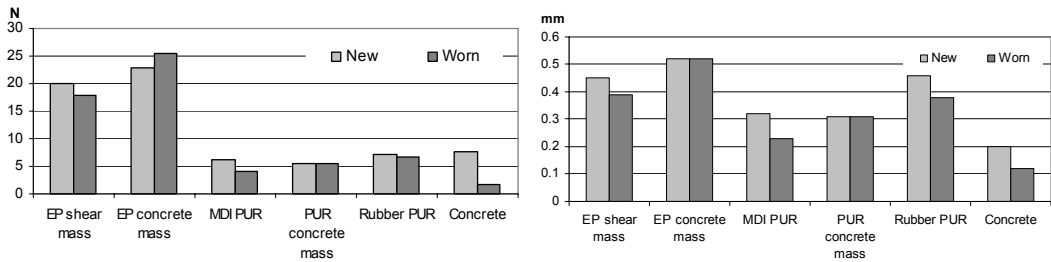 N
30
25
20
15
10
5
0
New Worn
EP shear mass
EP concrete mass
MDI PUR
PUR concrete mass
Rubber PUR
Concrete
mm
0.6
0.5
0.4
0.3
0.2
0.1
0
New Worn
EP shear mass
EP concrete mass
MDI PUR
PUR concrete mass
Rubber PUR
Concrete